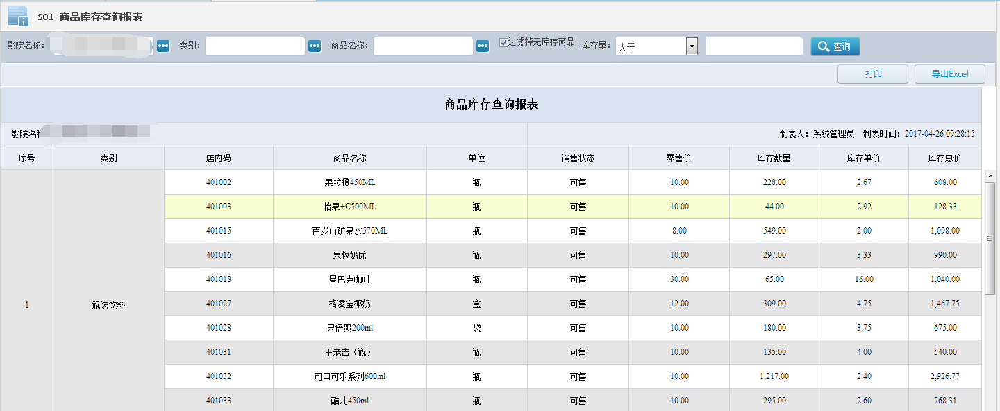 S01 商品库存查询报表
影院名称： 类别： 商品名称： 过滤掉无库存商品 库存量： 大于 查询
打印 导出Excel
商品库存查询报表
影院名称 制表人：系统管理员 制表时间：2017-04-26 09:28:15
序号 类别 店内码 商品名称 单位 销售状态 零售价 库存数量 库存单价 库存总价
401002 果粒橙450ML 瓶 可售 10.00 228.00 2.67 608.00
401003 怡泉+C500ML 瓶 可售 10.00 44.00 2.92 128.33
401015 百岁山矿泉水570ML 瓶 可售 8.00 549.00 2.00 1,098.00
401016 果粒奶优 瓶 可售 10.00 297.00 3.33 990.00
401018 星巴克咖啡 瓶 可售 30.00 65.00 16.00 1,040.00
1 瓶装饮料 401027 格凌宝椰奶 盒 可售 12.00 309.00 4.75 1,467.75
401028 果倍爽200ml 袋 可售 10.00 180.00 3.75 675.00
401031 王老吉（瓶） 瓶 可售 10.00 135.00 4.00 540.00
401032 可口可乐系列600ml 瓶 可售 10.00 1,217.00 2.40 2,926.77
401033 酷儿450ml 瓶 可售 10.00 295.00 2.60 768.31